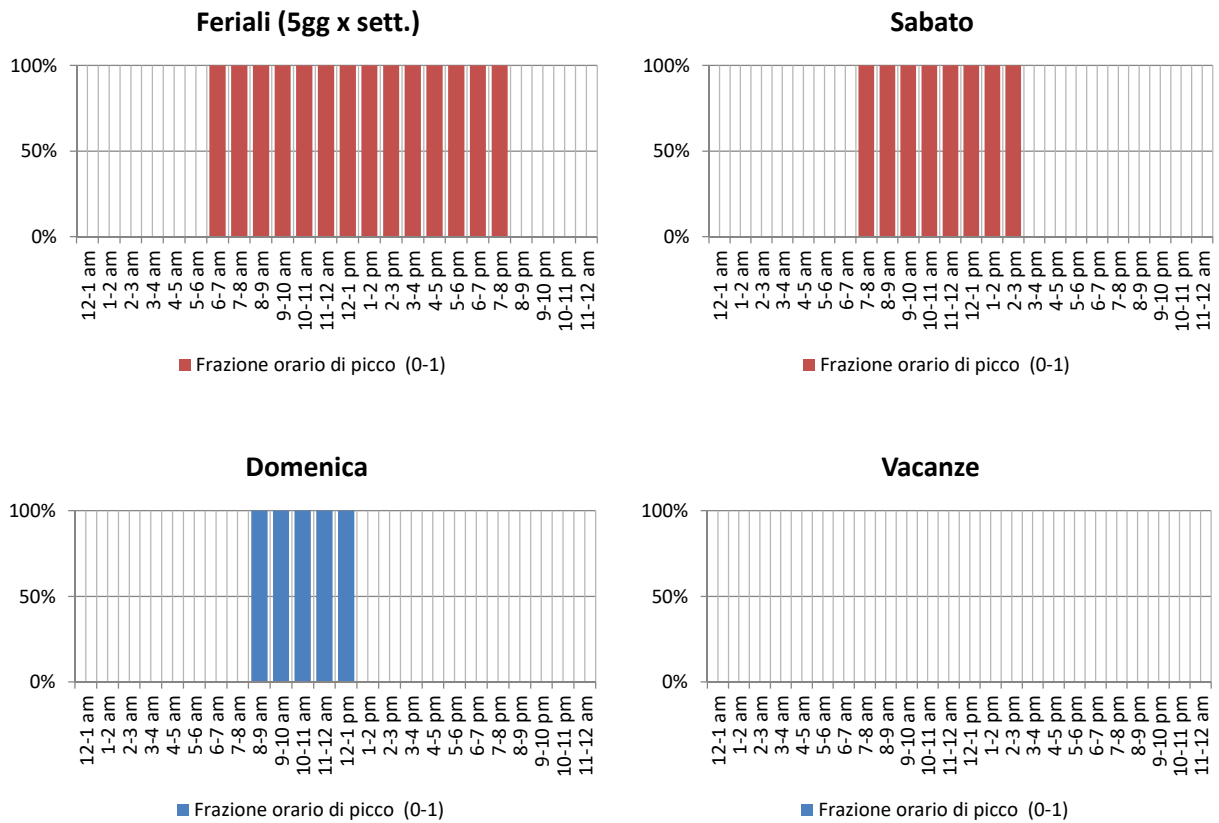 Feriali (5gg x sett.)
100%
50%
0%
12-1 am
1-2 am
2-3 am
3-4 am
4-5 am
5-6 am
6-7 am
7-8 am
8-9 am
9-10 am
10-11 am
11-12 am
12-1 pm
1-2 pm
2-3 pm
3-4 pm
4-5 pm
5-6 pm
6-7 pm
7-8 pm
8-9 pm
9-10 pm
10-11 pm
11-12 am
Frazione orario di picco (0-1)
Sabato
100%
50%
0%
12-1 am
1-2 am
2-3 am
3-4 am
4-5 am
5-6 am
6-7 am
7-8 am
8-9 am
9-10 am
10-11 am
11-12 am
12-1 pm
1-2 pm
2-3 pm
3-4 pm
4-5 pm
5-6 pm
6-7 pm
7-8 pm
8-9 pm
9-10 pm
10-11 pm
11-12 am
Frazione orario di picco (0-1)
Domenica
100%
50%
0%
12-1 am
1-2 am
2-3 am
3-4 am
4-5 am
5-6 am
6-7 am
7-8 am
8-9 am
9-10 am
10-11 am
11-12 am
12-1 pm
1-2 pm
2-3 pm
3-4 pm
4-5 pm
5-6 pm
6-7 pm
7-8 pm
8-9 pm
9-10 pm
10-11 pm
11-12 am
Frazione orario di picco (0-1)
Vacanze
100%
50%
0%
12-1 am
1-2 am
2-3 am
3-4 am
4-5 am
5-6 am
6-7 am
7-8 am
8-9 am
9-10 am
10-11 am
11-12 am
12-1 pm
1-2 pm
2-3 pm
3-4 pm
4-5 pm
5-6 pm
6-7 pm
7-8 pm
8-9 pm
9-10 pm
10-11 pm
11-12 am
Frazione orario di picco (0-1)